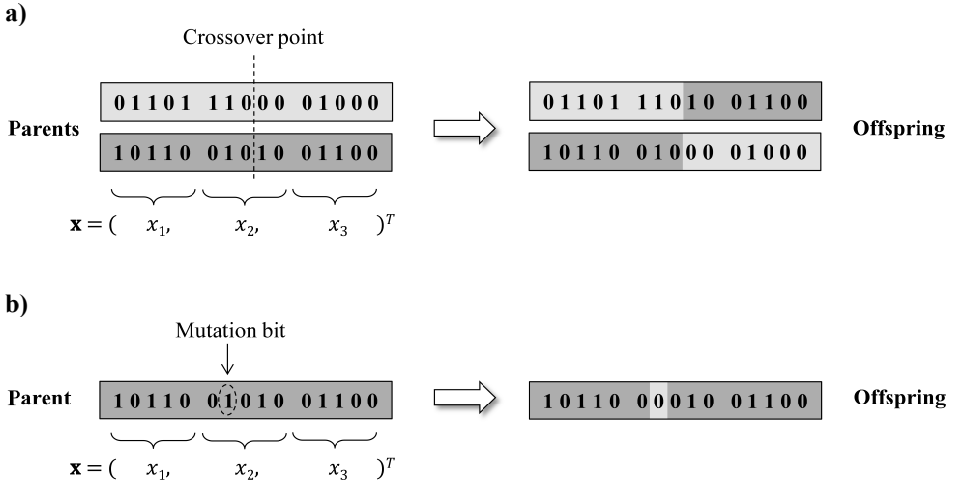 a)
Crossover point
Parents
01101 11000 01000
10110 01010 01100
01101 11010 01100
10110 01000 01000
Offspring
x = ( x1, x2, x3 )T
b)
Mutation bit
Parent
10110 01010 01100
10110 00010 01100
Offspring
x = ( x1, x2, x3 )T